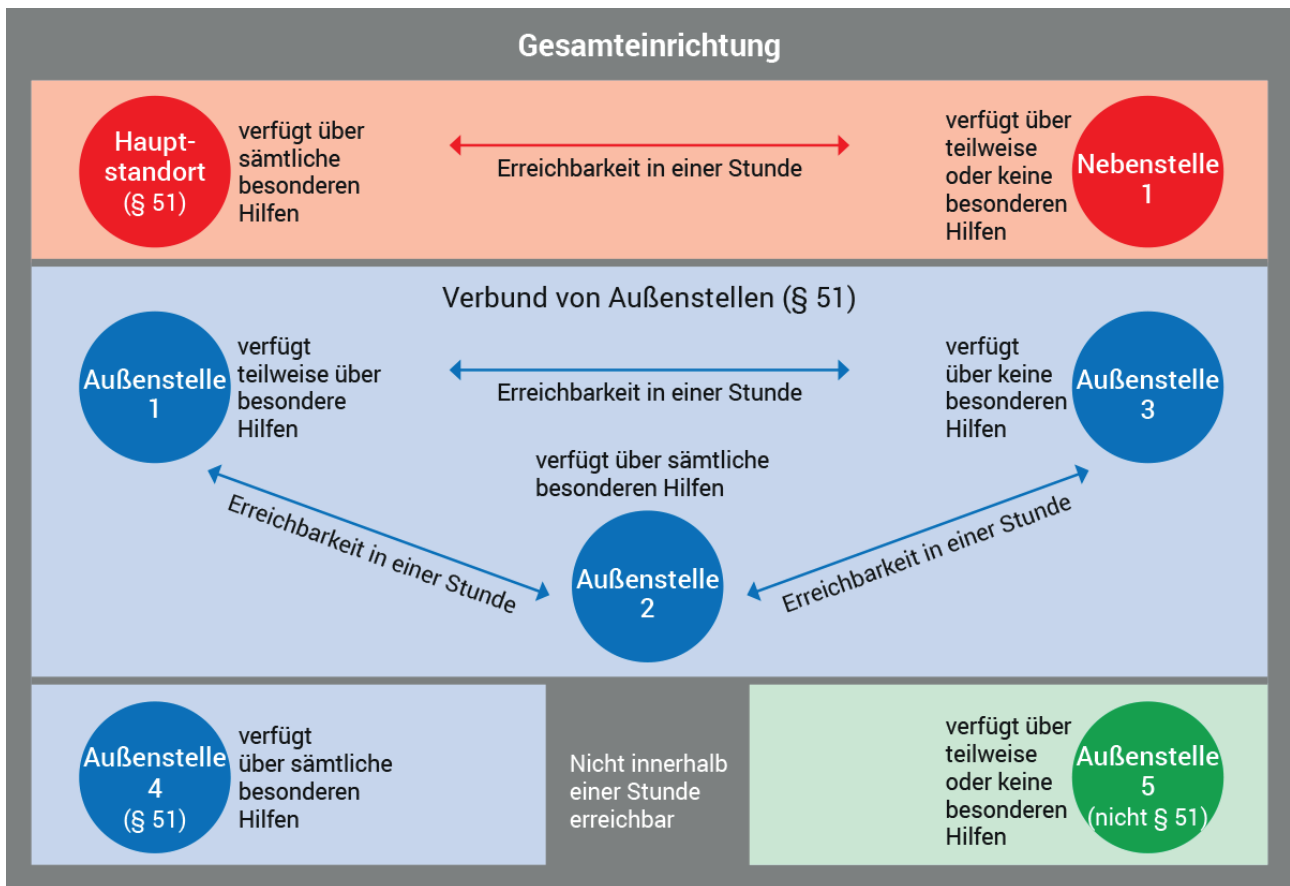 Gesamteinrichtung
Haupt-
standort
(§ 51)
verfügt über
sämtliche
besonderen
Hilfen
Erreichbarkeit in einer Stunde
verfügt über
teilweise
oder keine
besonderen
Hilfen
Nebenstelle
1
Verbund von Außenstellen (§ 51)
Außenstelle
1
verfügt
teilweise über
besondere
Hilfen
Erreichbarkeit in einer Stunde
verfügt
über keine
besonderen
Hilfen
Außenstelle
3
verfügt über sämtliche
besonderen Hilfen
Erreichbarkeit in einer Stunde
Außenstelle
2
Erreichbarkeit in einer Stunde
Außenstelle
4
(§ 51)
verfügt
über sämtliche
besonderen
Hilfen
Nicht innerhalb
einer Stunde
erreichbar
verfügt über
teilweise
oder keine
besonderen
Hilfen
Außenstelle
5
(nicht § 51)